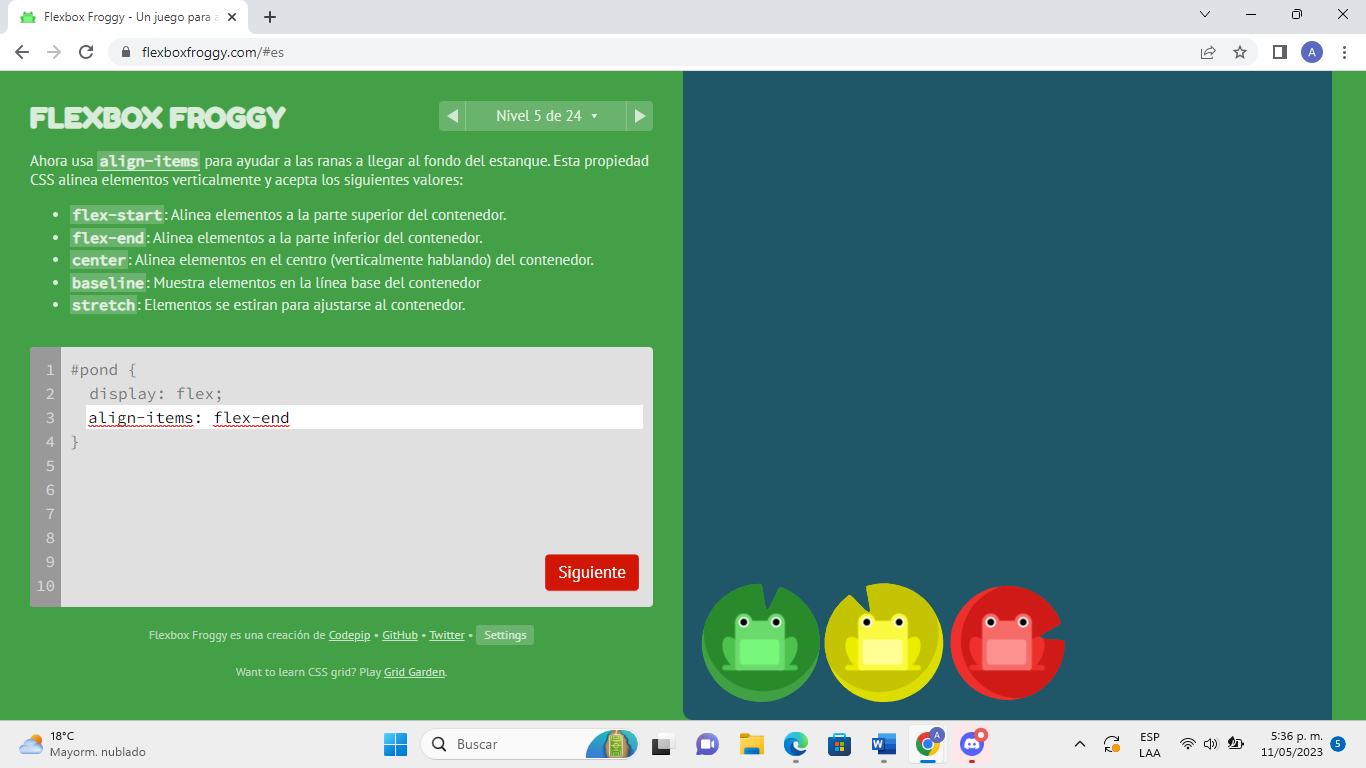 Flexbox Froggy - Un juego para a
flexboxfroggy.com/#es
A
FLEXBOX FROGGY
Nivel 5 de 24
Ahora usa align-items para ayudar a las ranas a llegar al fondo del estanque. Esta propiedad
CSS alinea elementos verticalmente y acepta los siguientes valores:
• flex-start: Alinea elementos a la parte superior del contenedor.
• flex-end: Alinea elementos a la parte inferior del contenedor.
• center: Alinea elementos en el centro (verticalmente hablando) del contenedor.
• baseline: Muestra elementos en la línea base del contenedor
• stretch: Elementos se estiran para ajustarse al contenedor.
1 #pond {
2 display: flex;
3 align-items: flex-end
4 }
5
6
7
8
9
10
Siguiente
Flexbox Froggy es una creación de Codepip • GitHub • Twitter • Settings
Want to learn CSS grid? Play Grid Garden.
18°C
Mayorm. nublado
Buscar
A
ESP
LAA
5:36 p. m.
11/05/2023
5